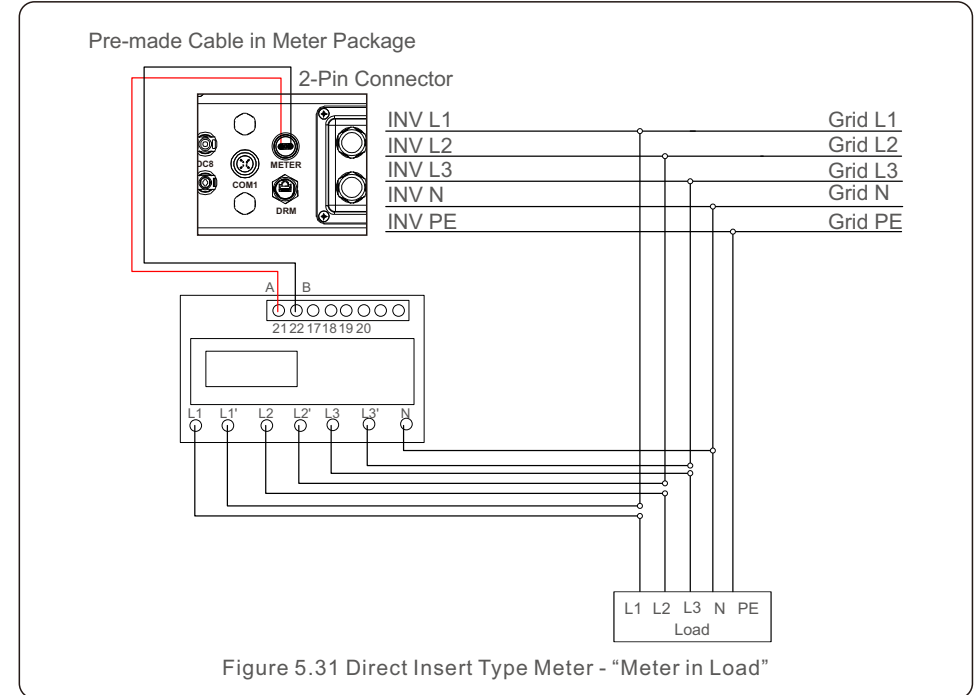 Pre-made Cable in Meter Package
2-Pin Connector
DC8
COM1
METER
DRM
INV L1 Grid L1
INV L2 Grid L2
INV L3 Grid L3
INV N Grid N
INV PE Grid PE
A B
21 22 17 18 19 20
L1 L1' L2 L2' L3 L3' N
L1 L2 L3 N PE
Load
Figure 5.31 Direct Insert Type Meter - “Meter in Load”